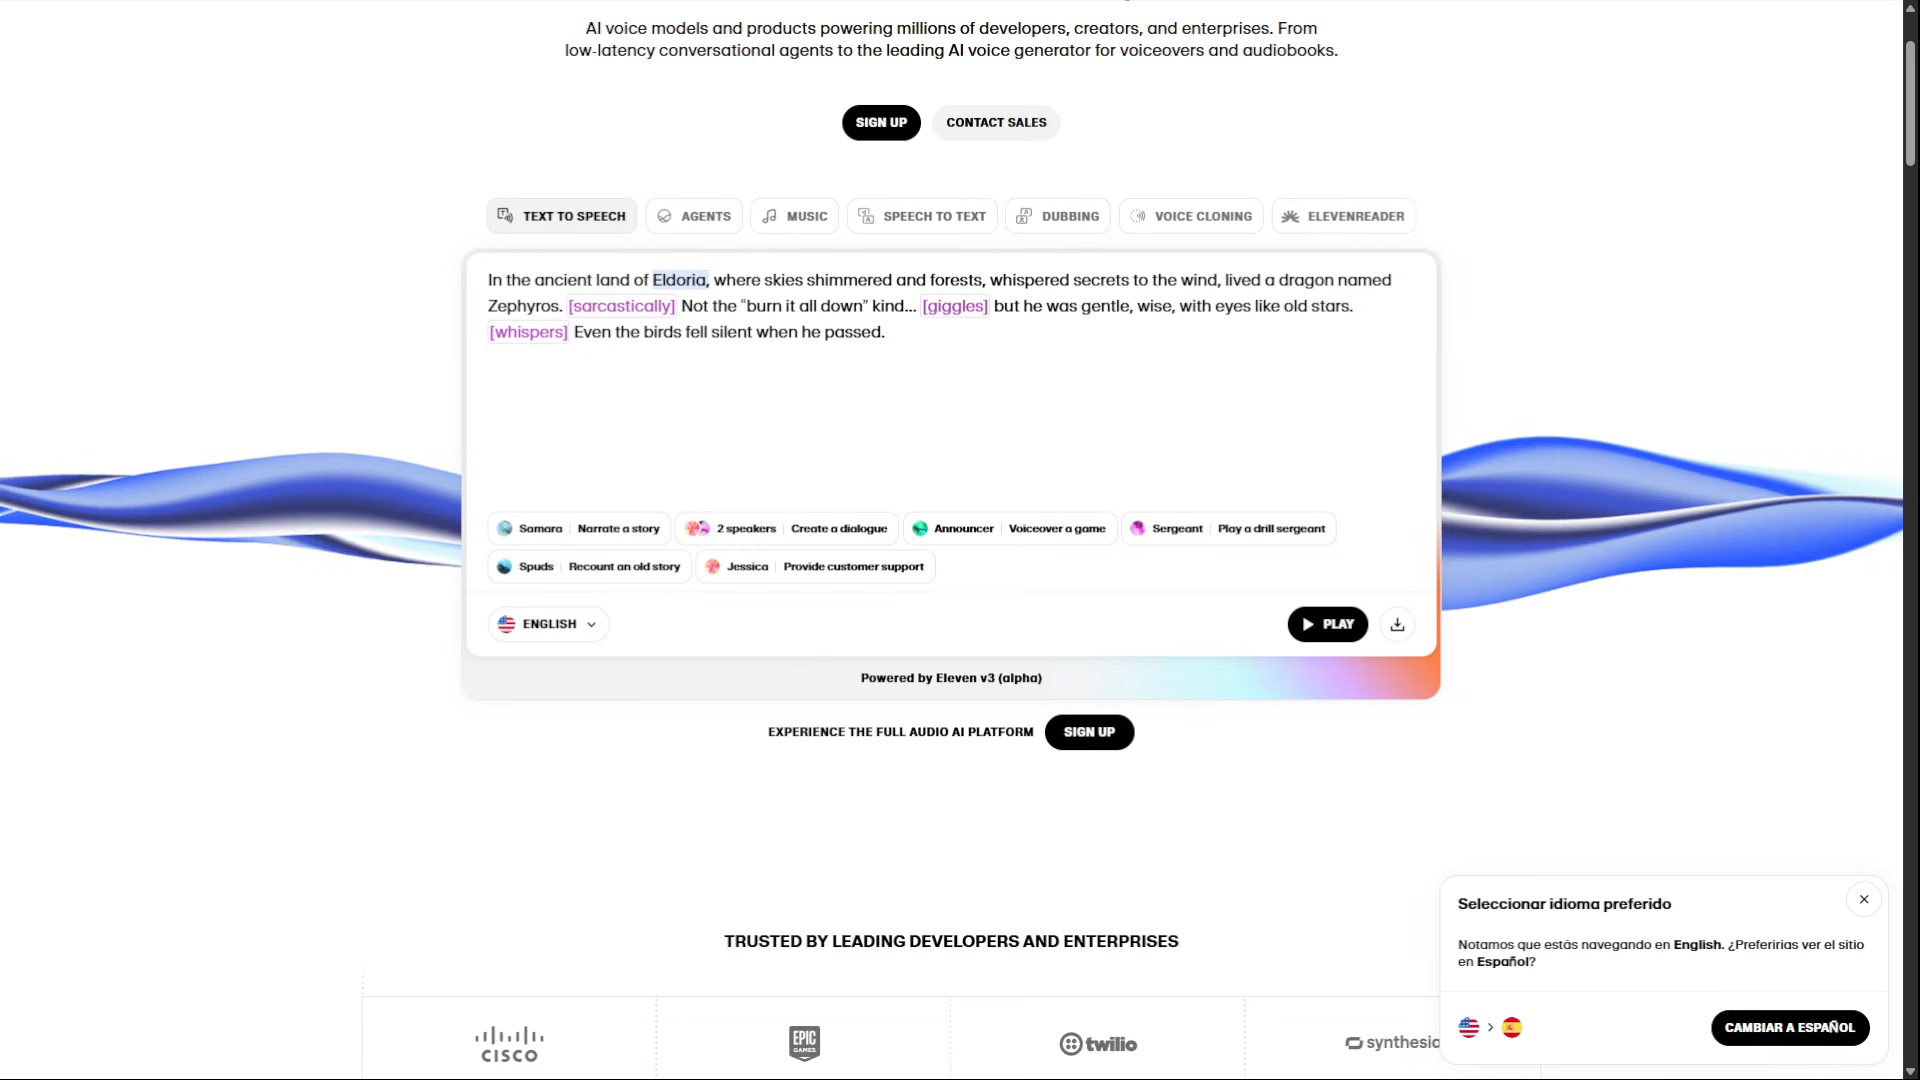 AI voice models and products powering millions of developers, creators, and enterprises. From
low-latency conversational agents to the leading AI voice generator for voiceovers and audiobooks.
SIGN UP
CONTACT SALES
TEXT TO SPEECH
AGENTS
MUSIC
SPEECH TO TEXT
DUBBING
VOICE CLONING
ELEVENREADER
In the ancient land of Eldoria, where skies shimmered and forests, whispered secrets to the wind, lived a dragon named
Zephyros. [sarcastically] Not the “burn it all down” kind... [giggles] but he was gentle, wise, with eyes like old stars.
[whispers] Even the birds fell silent when he passed.
Samara Narrate a story
2 speakers Create a dialogue
Announcer Voiceover a game
Sergeant Play a drill sergeant
Spuds Recount an old story
Jessica Provide customer support
ENGLISH
PLAY
Powered by Eleven v3 (alpha)
EXPERIENCE THE FULL AUDIO AI PLATFORM
SIGN UP
TRUSTED BY LEADING DEVELOPERS AND ENTERPRISES
CISCO
EPIC
GAMES
twilio
synthesia
Seleccionar idioma preferido
Notamos que estás navegando en English. ¿Preferirías ver el sitio
en Español?
CAMBIAR A ESPAÑOL